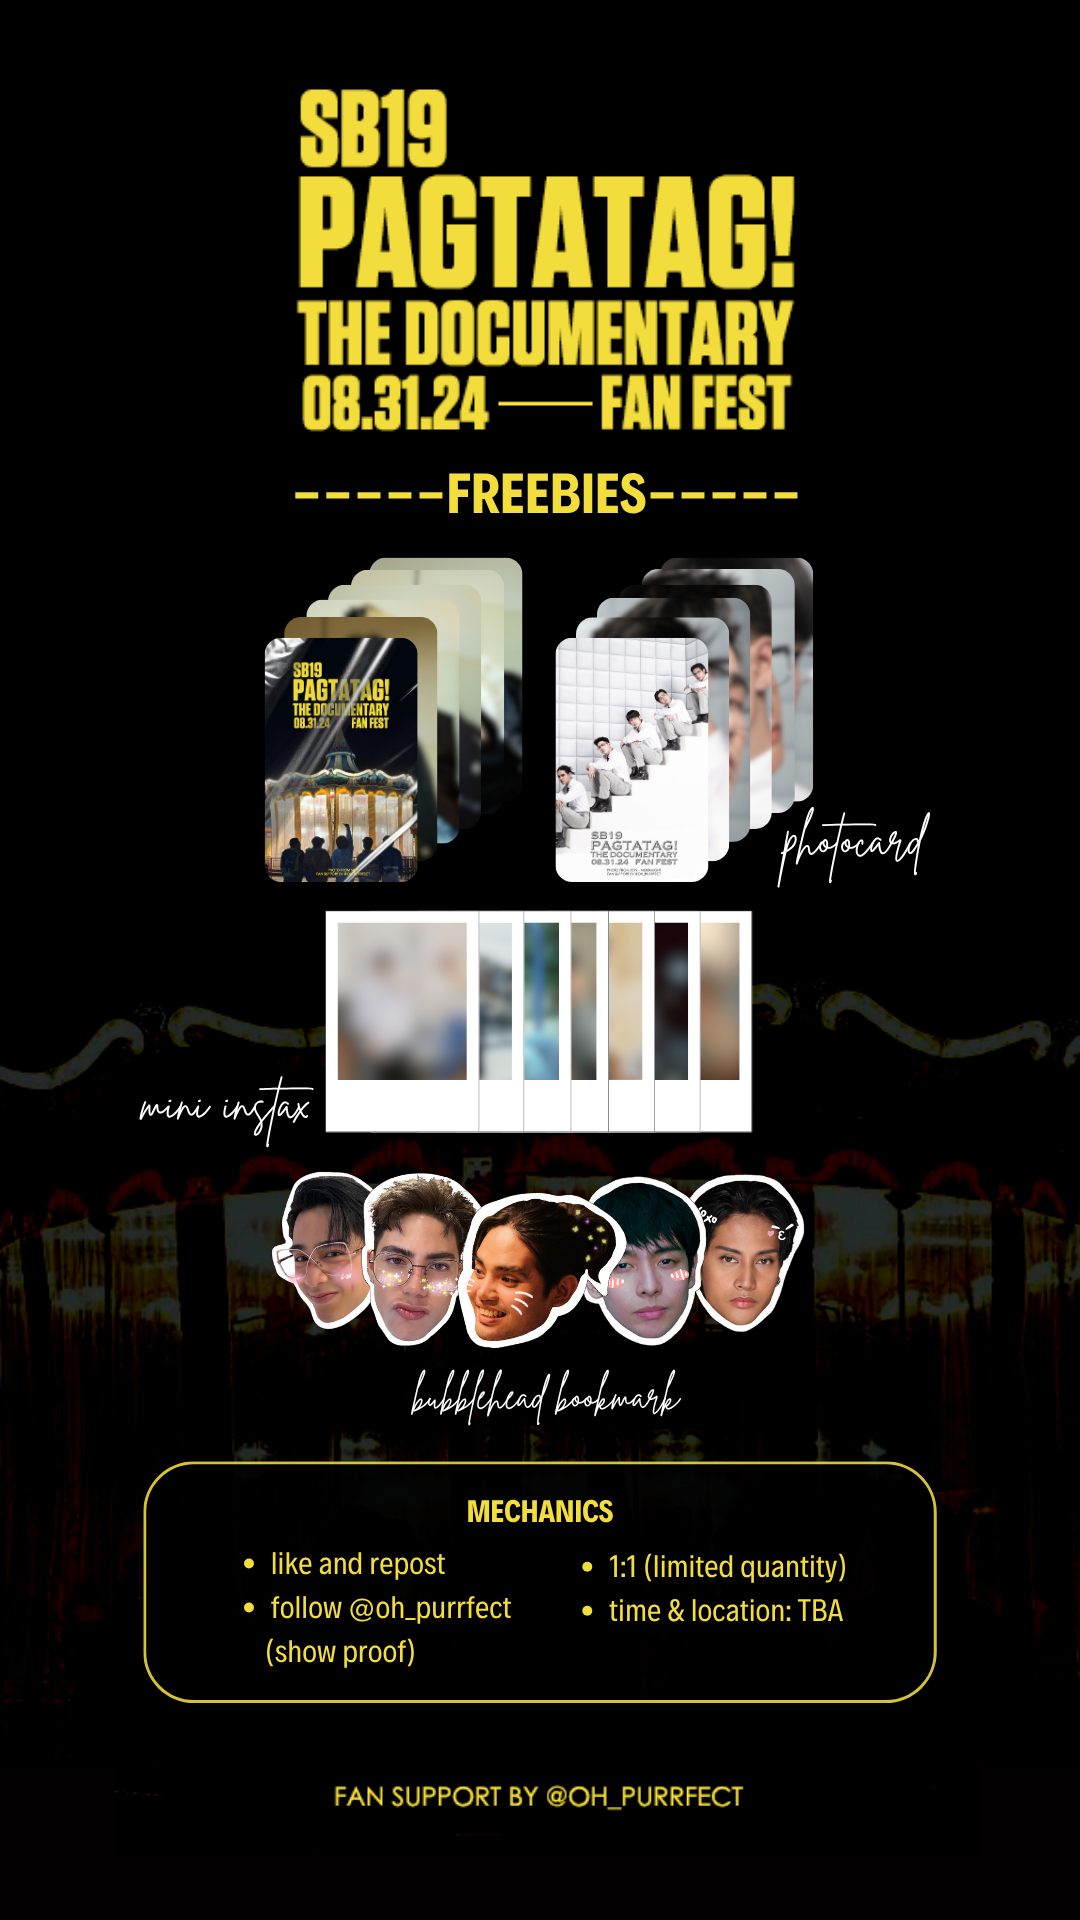 SB19
PAGTATAG!
THE DOCUMENTARY
08.31.24 — FAN FEST
-----FREEBIES-----
SB19
PAGTATAG!
THE DOCUMENTARY
08.31.24 FAN FEST
SB19
PAGTATAG!
THE DOCUMENTARY
08.31.24 FAN FEST
photocard
mini instax
bubblehead bookmark
MECHANICS
• like and repost
• follow @oh_purrfect
(show proof)
• 1:1 (limited quantity)
• time & location: TBA
FAN SUPPORT BY @OH_PURRFECT